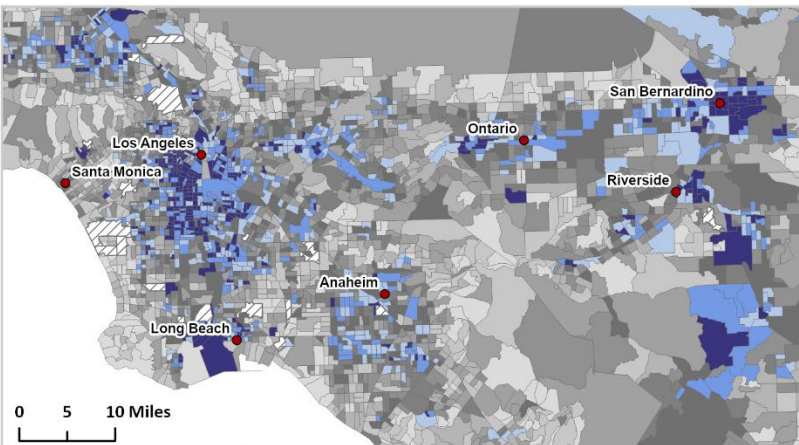 San Bernardino
Ontario
Los Angeles
Santa Monica
Riverside
Anaheim
Long Beach
0 5 10 Miles